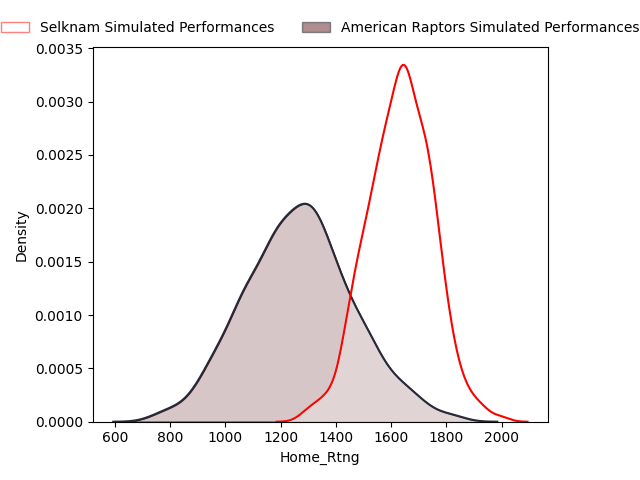 Selknam Simulated Performances
American Raptors Simulated Performances
0.0035
0.0030
0.0025
0.0020
0.0015
0.0010
0.0005
0.0000
Density
600 800 1000 1200 1400 1600 1800 2000
Home_Rtng